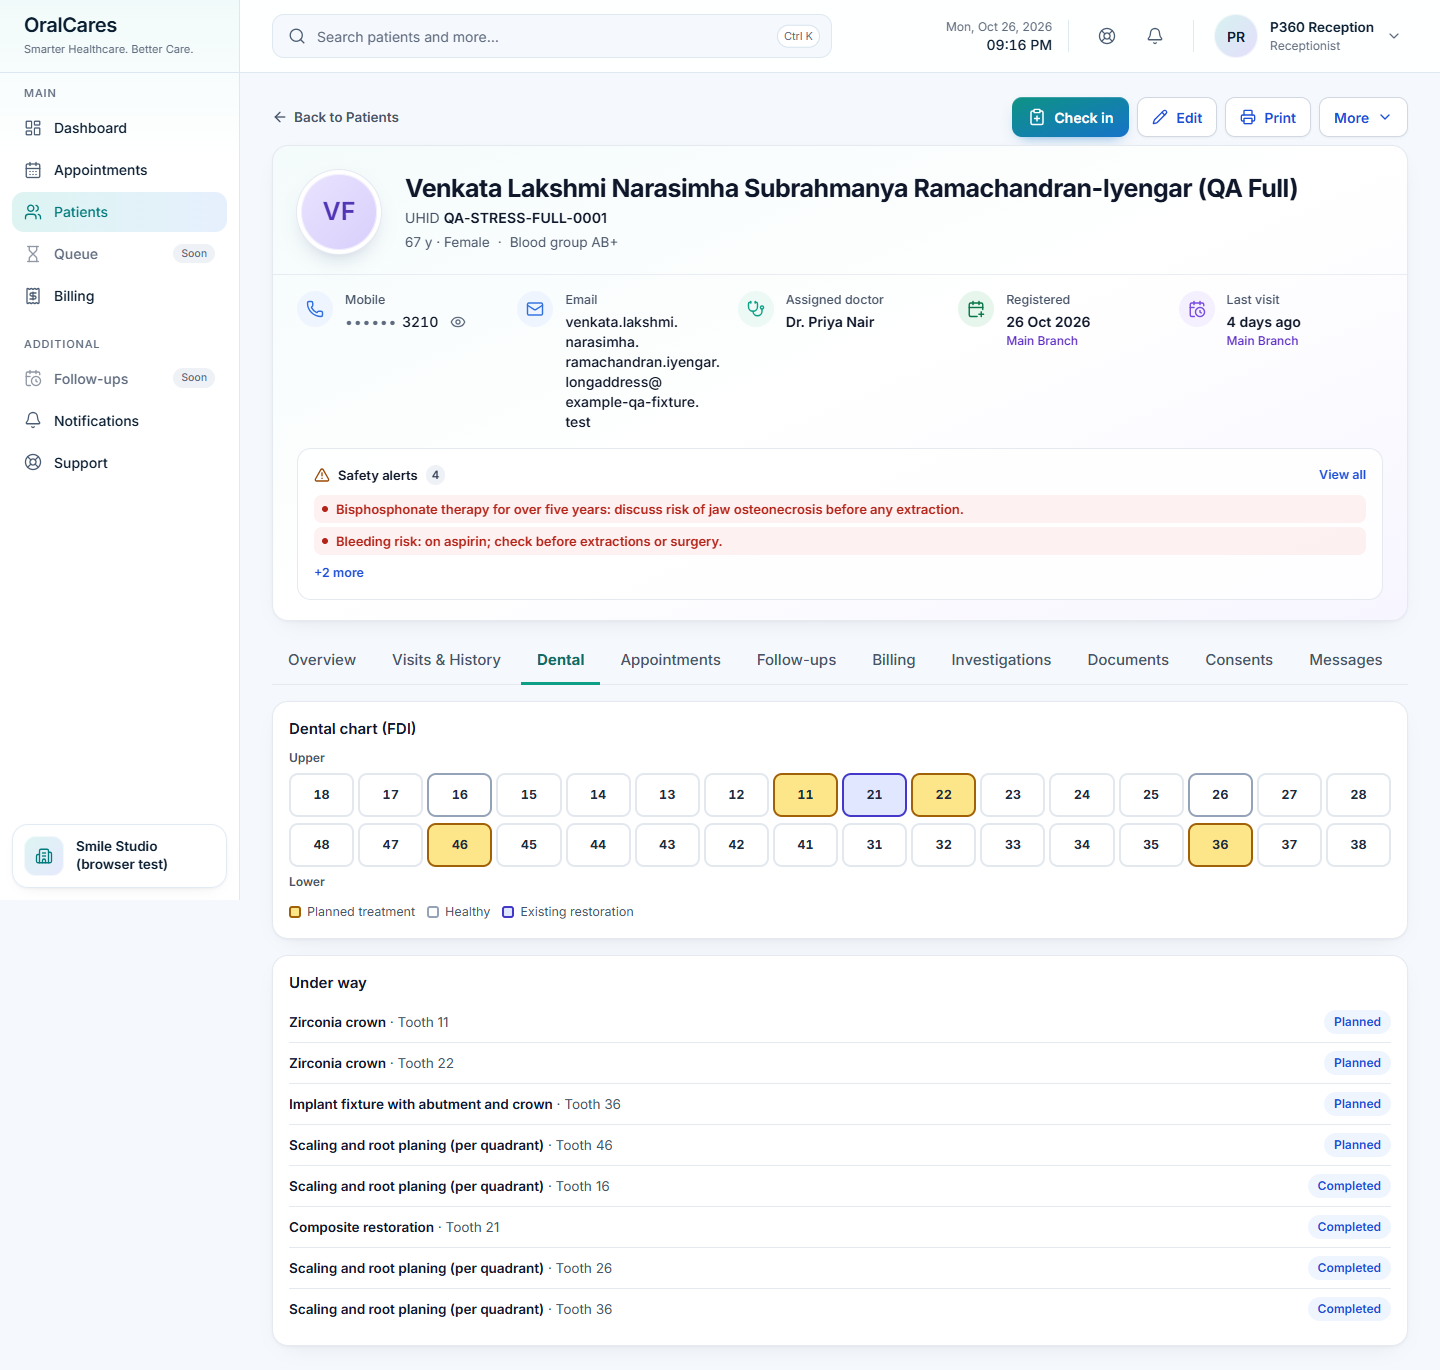 OralCares
Smarter Healthcare. Better Care.
Search patients and more...
Ctrl K
Mon, Oct 26, 2026
09:16 PM
PR
P360 Reception
Receptionist
MAIN
Dashboard
Appointments
Patients
Queue
Soon
Billing
ADDITIONAL
Follow-ups
Soon
Notifications
Support
Smile Studio
(browser test)
Back to Patients
Check in
Edit
Print
More
VF
Venkata Lakshmi Narasimha Subrahmanya Ramachandran-Iyengar (QA Full)
UHID QA-STRESS-FULL-0001
67 y · Female · Blood group AB+
Mobile
•••••• 3210
Email
venkata.lakshmi.
narasimha.
ramachandran.iyengar.
longaddress@
example-qa-fixture.
test
Assigned doctor
Dr. Priya Nair
Registered
26 Oct 2026
Main Branch
Last visit
4 days ago
Main Branch
Safety alerts 4
View all
Bisphosphonate therapy for over five years: discuss risk of jaw osteonecrosis before any extraction.
Bleeding risk: on aspirin; check before extractions or surgery.
+2 more
Overview Visits & History Dental Appointments Follow-ups Billing Investigations Documents Consents Messages
Dental chart (FDI)
Upper
18 17 16 15 14 13 12 11 21 22 23 24 25 26 27 28
48 47 46 45 44 43 42 41 31 32 33 34 35 36 37 38
Lower
Planned treatment Healthy Existing restoration
Under way
Zirconia crown · Tooth 11 Planned
Zirconia crown · Tooth 22 Planned
Implant fixture with abutment and crown · Tooth 36 Planned
Scaling and root planing (per quadrant) · Tooth 46 Planned
Scaling and root planing (per quadrant) · Tooth 16 Completed
Composite restoration · Tooth 21 Completed
Scaling and root planing (per quadrant) · Tooth 26 Completed
Scaling and root planing (per quadrant) · Tooth 36 Completed